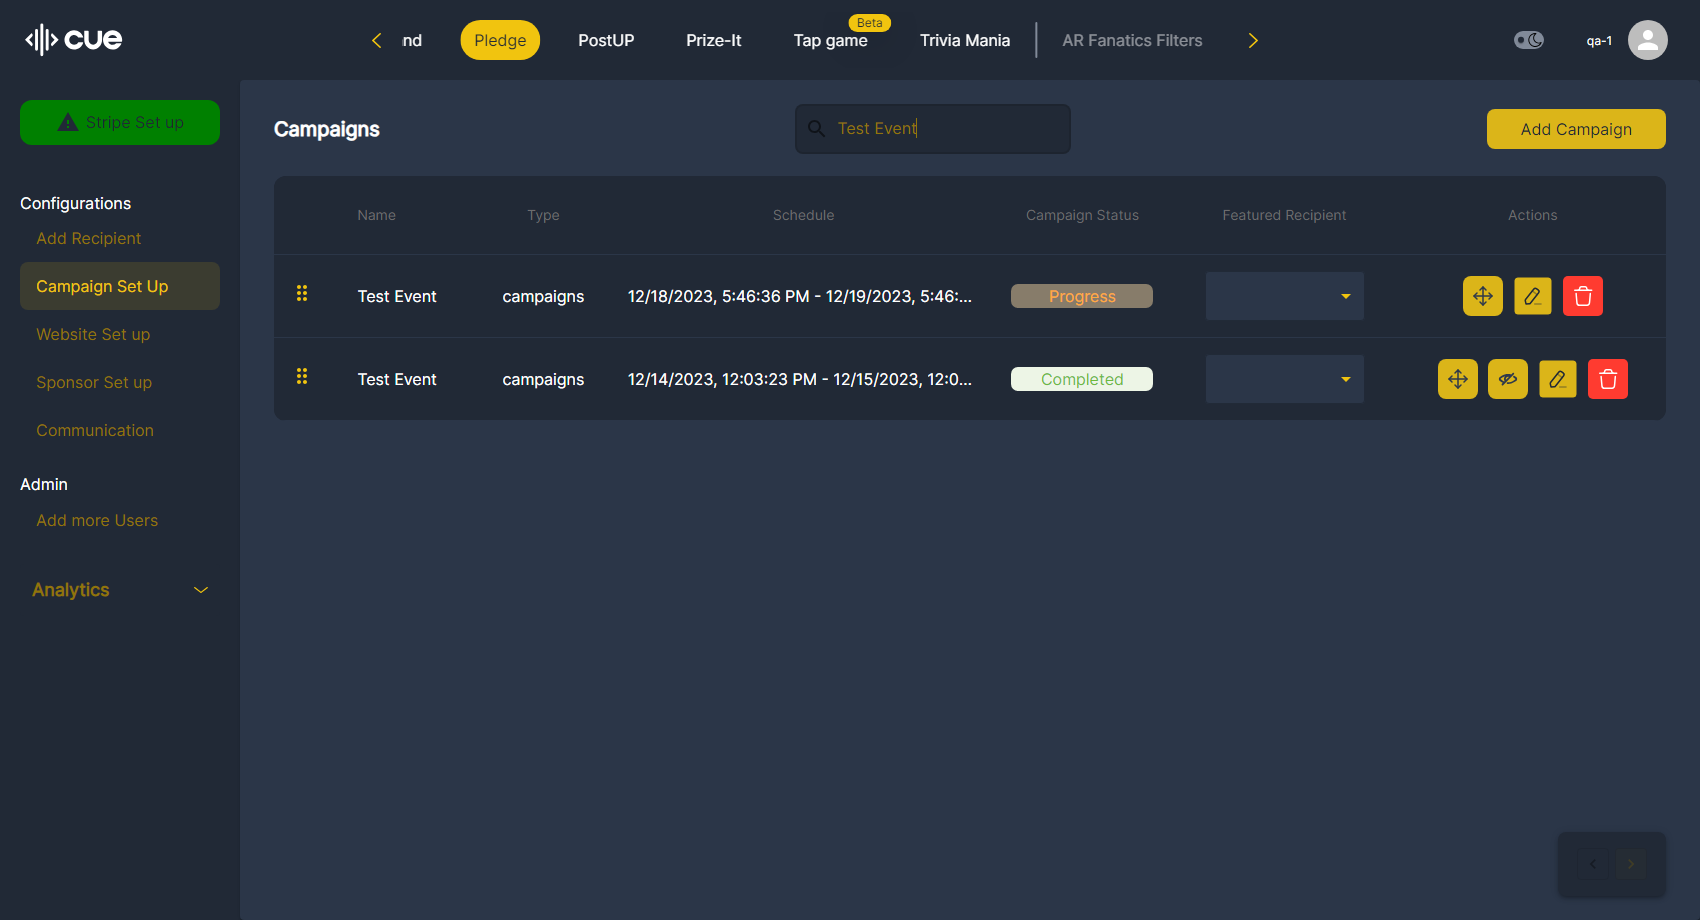 cue
nd
Pledge
PostUP
Prize-It
Tap game
Beta
Trivia Mania
AR Fanatics Filters
qa-1
Stripe Set up
Configurations
Add Recipient
Campaign Set Up
Website Set up
Sponsor Set up
Communication
Admin
Add more Users
Analytics
Campaigns
Test Event
Add Campaign
Name Type Schedule Campaign Status Featured Recipient Actions
Test Event campaigns 12/18/2023, 5:46:36 PM - 12/19/2023, 5:46:... Progress
Test Event campaigns 12/14/2023, 12:03:23 PM - 12/15/2023, 12:0... Completed